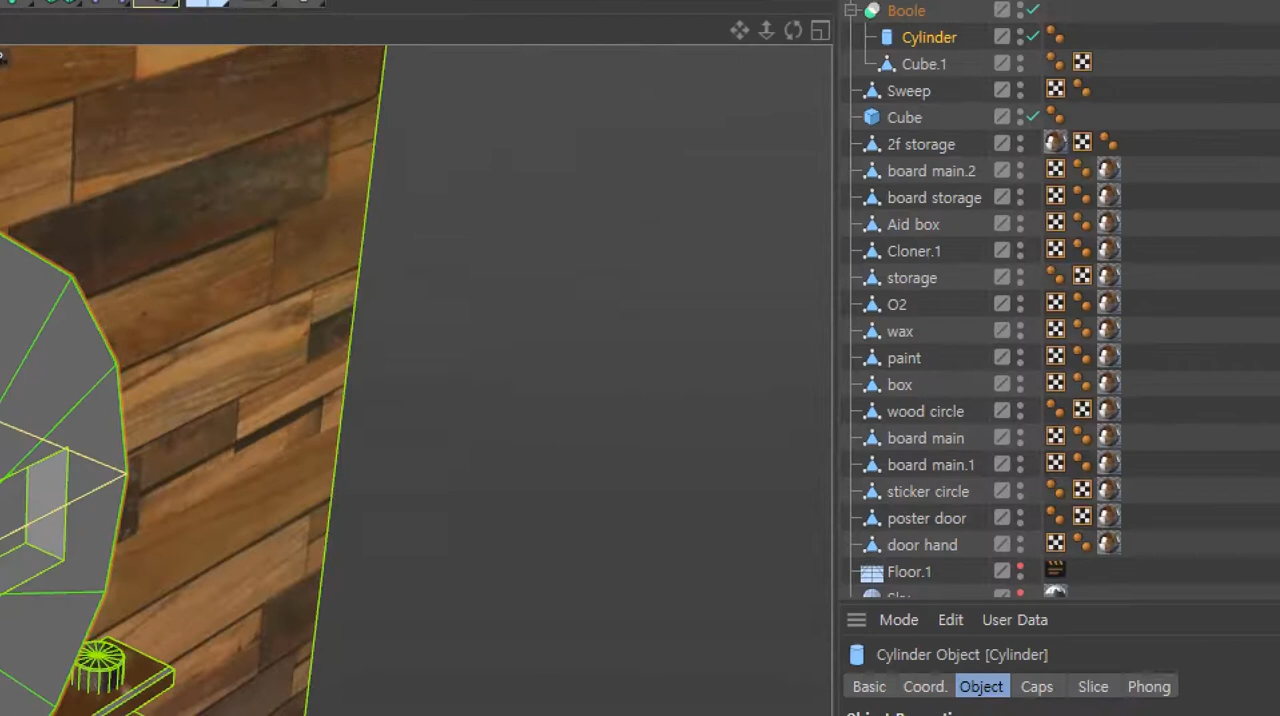 Boole
Cylinder
Cube.1
Sweep
Cube
2f storage
board main.2
board storage
Aid box
Cloner.1
storage
O2
wax
paint
box
wood circle
board main
board main.1
sticker circle
poster door
door hand
Floor.1
Mode Edit User Data
Cylinder Object [Cylinder]
Basic Coord. Object Caps Slice Phong